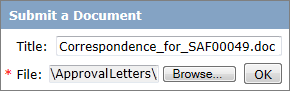 Submit a Document
Title: Correspondence_for_SAF00049.doc
* File: \ApprovalLetters\ Browse... OK